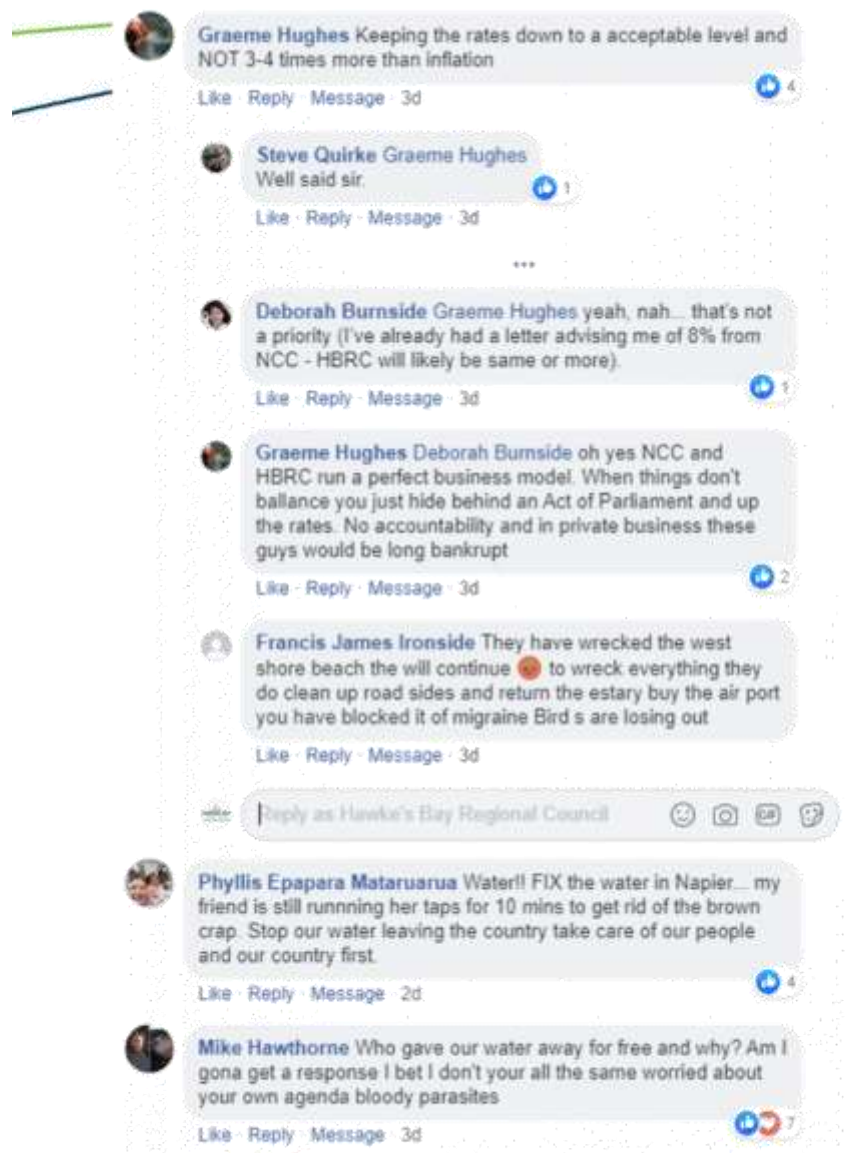 Graeme Hughes Keeping the rates down to a acceptable level and
NOT 3-4 times more than inflation
4
Like · Reply · Message · 3d
Steve Quirke Graeme Hughes
Well said sir.
1
Like · Reply · Message · 3d
...
Deborah Burnside Graeme Hughes yeah, nah... that's not
a priority (I've already had a letter advising me of 8% from
NCC - HBRC will likely be same or more).
1
Like · Reply · Message · 3d
Graeme Hughes Deborah Burnside oh yes NCC and
HBRC run a perfect business model. When things don't
ballance you just hide behind an Act of Parliament and up
the rates. No accountability and in private business these
guys would be long bankrupt
2
Like · Reply · Message · 3d
Francis James Ironside They have wrecked the west
shore beach the will continue 😡 to wreck everything they
do clean up road sides and return the estary buy the air port
you have blocked it of migraine Bird s are losing out
Like · Reply · Message · 3d
Reply as Hawke's Bay Regional Council
GIF
Phyllis Epapara Mataruarua Water!! FIX the water in Napier... my
friend is still runnning her taps for 10 mins to get rid of the brown
crap. Stop our water leaving the country take care of our people
and our country first.
4
Like · Reply · Message · 2d
Mike Hawthorne Who gave our water away for free and why? Am I
gona get a response I bet I don't your all the same worried about
your own agenda bloody parasites
7
Like · Reply · Message · 3d